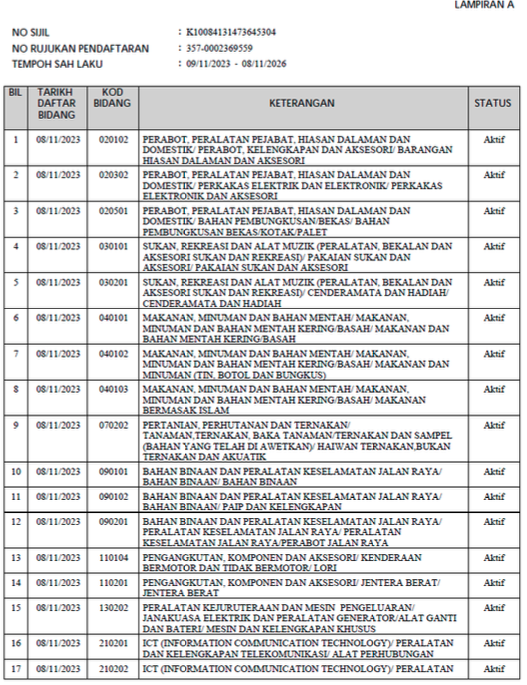 LAMPIRAN A
NO SIJIL : K10084131473645304
NO RUJUKAN PENDAFTARAN : 357-0002369559
TEMPOH SAH LAKU : 09/11/2023 - 08/11/2026
BIL TARIKH DAFTAR BIDANG KOD BIDANG KETERANGAN STATUS
1 08/11/2023 020102 PERABOT, PERALATAN PEJABAT, HIASAN DALAMAN DAN Aktif
DOMESTIK/ PERABOT, KELENGKAPAN DAN AKSESORI/ BARANGAN
HIASAN DALAMAN DAN AKSESORI
2 08/11/2023 020302 PERABOT, PERALATAN PEJABAT, HIASAN DALAMAN DAN Aktif
DOMESTIK/ PERKAKAS ELEKTRIK DAN ELEKTRONIK/ PERKAKAS
ELEKTRONIK DAN AKSESORI
3 08/11/2023 020501 PERABOT, PERALATAN PEJABAT, HIASAN DALAMAN DAN Aktif
DOMESTIK/ BAHAN PEMBUNGKUSAN/BEKAS/ BAHAN
PEMBUNGKUSAN BEKAS/KOTAK/PALET
4 08/11/2023 030101 SUKAN, REKREASI DAN ALAT MUZIK (PERALATAN, BEKALAN DAN Aktif
AKSESORI SUKAN DAN REKREASI)/ PAKAIAN SUKAN DAN
AKSESORI/ PAKAIAN SUKAN DAN AKSESORI
5 08/11/2023 030201 SUKAN, REKREASI DAN ALAT MUZIK (PERALATAN, BEKALAN DAN Aktif
AKSESORI SUKAN DAN REKREASI)/ CENDERAMATA DAN HADIAH/
CENDERAMATA DAN HADIAH
6 08/11/2023 040101 MAKANAN, MINUMAN DAN BAHAN MENTAH/ MAKANAN, Aktif
MINUMAN DAN BAHAN MENTAH KERING/BASAH/ MAKANAN DAN
BAHAN MENTAH KERING/BASAH
7 08/11/2023 040102 MAKANAN, MINUMAN DAN BAHAN MENTAH/ MAKANAN, Aktif
MINUMAN DAN BAHAN MENTAH KERING/BASAH/ MAKANAN DAN
MINUMAN (TIN, BOTOL DAN BUNGKUS)
8 08/11/2023 040103 MAKANAN, MINUMAN DAN BAHAN MENTAH/ MAKANAN, Aktif
MINUMAN DAN BAHAN MENTAH KERING/BASAH/ MAKANAN
BERMASAK ISLAM
9 08/11/2023 070202 PERTANIAN, PERHUTANAN DAN TERNAKAN/ Aktif
TANAMAN,TERNAKAN, BAKA TANAMAN/TERNAKAN DAN SAMPEL
(BAHAN YANG TELAH DI AWETKAN)/ HAIWAN TERNAKAN,BUKAN
TERNAKAN DAN AKUATIK
10 08/11/2023 090101 BAHAN BINAAN DAN PERALATAN KESELAMATAN JALAN RAYA/ Aktif
BAHAN BINAAN/ BAHAN BINAAN
11 08/11/2023 090102 BAHAN BINAAN DAN PERALATAN KESELAMATAN JALAN RAYA/ Aktif
BAHAN BINAAN/ PAIP DAN KELENGKAPAN
12 08/11/2023 090201 BAHAN BINAAN DAN PERALATAN KESELAMATAN JALAN RAYA/ Aktif
PERALATAN KESELAMATAN JALAN RAYA/ PERALATAN
KESELAMATAN JALAN RAYA/PERABOT JALAN RAYA
13 08/11/2023 110104 PENGANGKUTAN, KOMPONEN DAN AKSESORI/ KENDERAAN Aktif
BERMOTOR DAN TIDAK BERMOTOR/ LORI
14 08/11/2023 110201 PENGANGKUTAN, KOMPONEN DAN AKSESORI/ JENTERA BERAT/ Aktif
JENTERA BERAT
15 08/11/2023 130202 PERALATAN KEJURUTERAAN DAN MESIN PENGELUARAN/ Aktif
JANAKUASA ELEKTRIK DAN PERALATAN GENERATOR/ALAT GANTI
DAN BATERI/ MESIN DAN KELENGKAPAN KHUSUS
16 08/11/2023 210201 ICT (INFORMATION COMMUNICATION TECHNOLOGY)/ PERALATAN Aktif
DAN KELENGKAPAN TELEKOMUNIKASI/ ALAT PERHUBUNGAN
17 08/11/2023 210202 ICT (INFORMATION COMMUNICATION TECHNOLOGY)/ PERALATAN Aktif